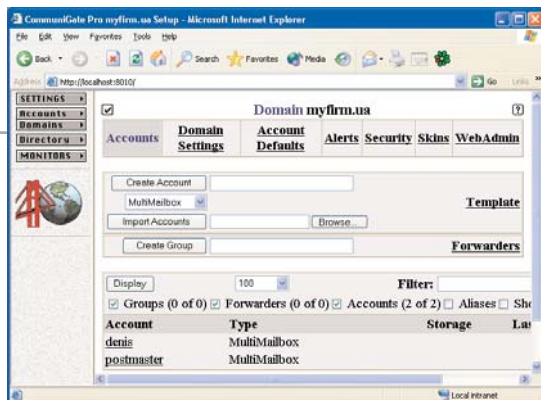 CommuniGate Pro myfirm.ua Setup - Microsoft Internet Explorer
File Edit View Favorites Tools Help
Back Search Favorites Media
Address http://localhost:8010/ Go Links »
SETTINGS
Accounts
Domains
Directory
MONITORS
Domain myfirm.ua ?
Accounts Domain Settings Account Defaults Alerts Security Skins WebAdmin
Create Account
MultiMailbox Template
Import Accounts Browse...
Create Group Forwarders
Display 100 Filter:
Groups (0 of 0) Forwarders (0 of 0) Accounts (2 of 2) Aliases Sho
Account Type Storage La
denis MultiMailbox
postmaster MultiMailbox
Local intranet